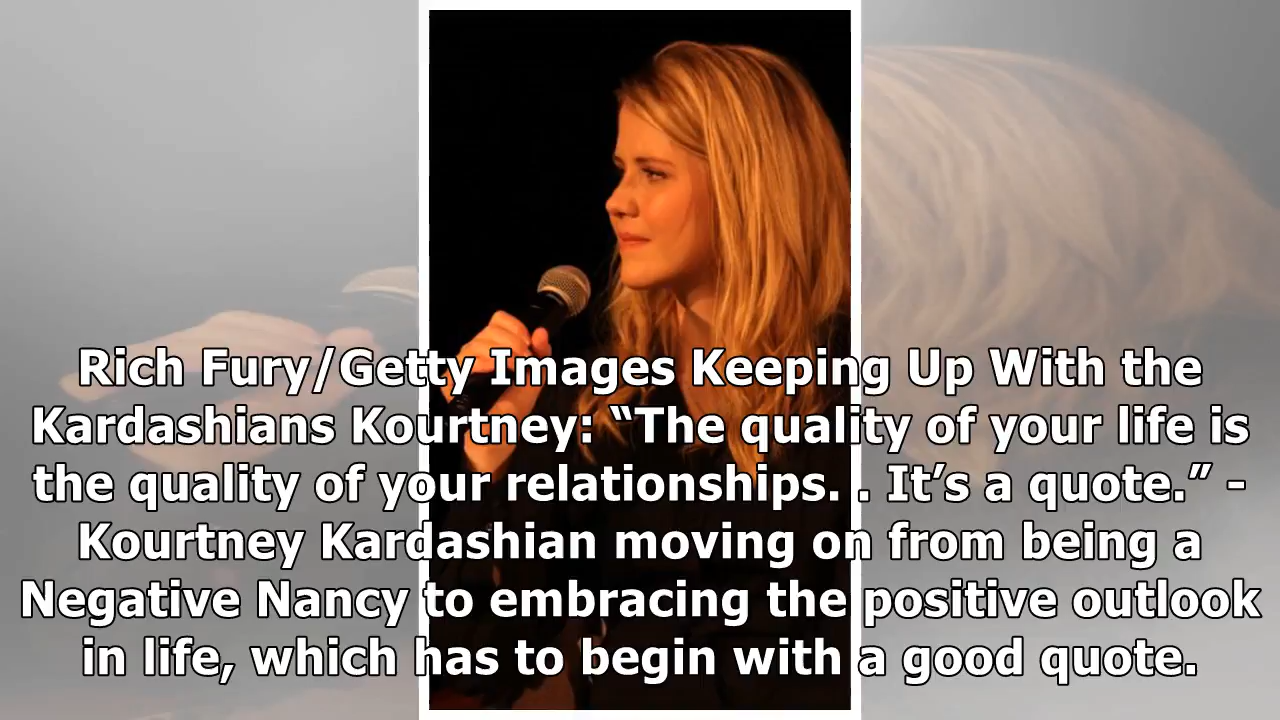 Rich Fury/Getty Images Keeping Up With the
Kardashians Kourtney: “The quality of your life is
the quality of your relationships. . It’s a quote.” -
Kourtney Kardashian moving on from being a
Negative Nancy to embracing the positive outlook
in life, which has to begin with a good quote.